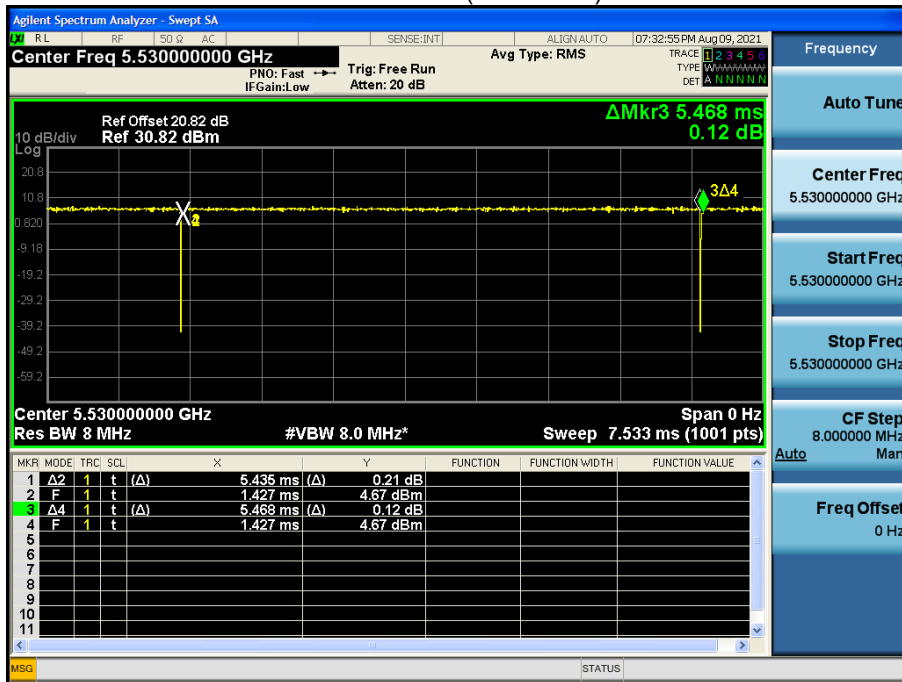 Agilent Spectrum Analyzer - Swept SA
LXI RL RF 50 Ω AC SENSE:INT ALIGN AUTO 07:32:55 PM Aug 09, 2021
Center Freq 5.530000000 GHz
PNO: Fast
IFGain:Low
Trig: Free Run
Atten: 20 dB
Avg Type: RMS
TRACE 1 2 3 4 5 6
TYPE
DET A N N N N N
Ref Offset 20.82 dB
10 dB/div Ref 30.82 dBm
Log
ΔMkr3 5.468 ms
0.12 dB
20.8
10.8
0.820
-9.18
-19.2
-29.2
-39.2
-49.2
-59.2
2
3Δ4
Center 5.530000000 GHz Span 0 Hz
Res BW 8 MHz #VBW 8.0 MHz* Sweep 7.533 ms (1001 pts)
MKR MODE TRC SCL X Y FUNCTION FUNCTION WIDTH FUNCTION VALUE
1 Δ2 1 t (Δ) 5.435 ms (Δ) 0.21 dB
2 F 1 t 1.427 ms 4.67 dBm
3 Δ4 1 t (Δ) 5.468 ms (Δ) 0.12 dB
4 F 1 t 1.427 ms 4.67 dBm
5
6
7
8
9
10
11
MSG STATUS
Frequency
Auto Tune
Center Freq
5.530000000 GHz
Start Freq
5.530000000 GHz
Stop Freq
5.530000000 GHz
CF Step
8.000000 MHz
Auto Man
Freq Offset
0 Hz